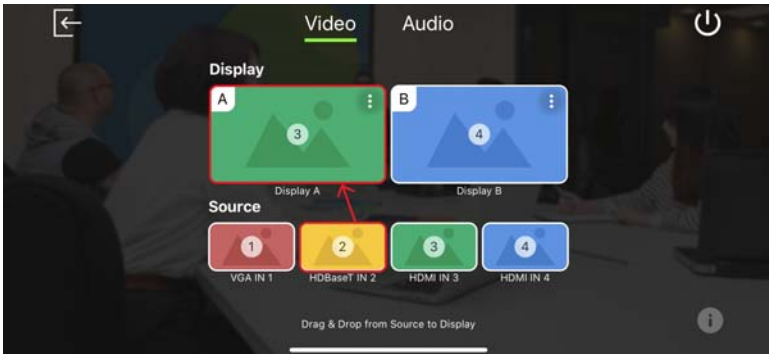 Video Audio
Display
A B
3 4
Display A Display B
Source
1 2 3 4
VGA IN 1 HDBaseT IN 2 HDMI IN 3 HDMI IN 4
Drag & Drop from Source to Display
i